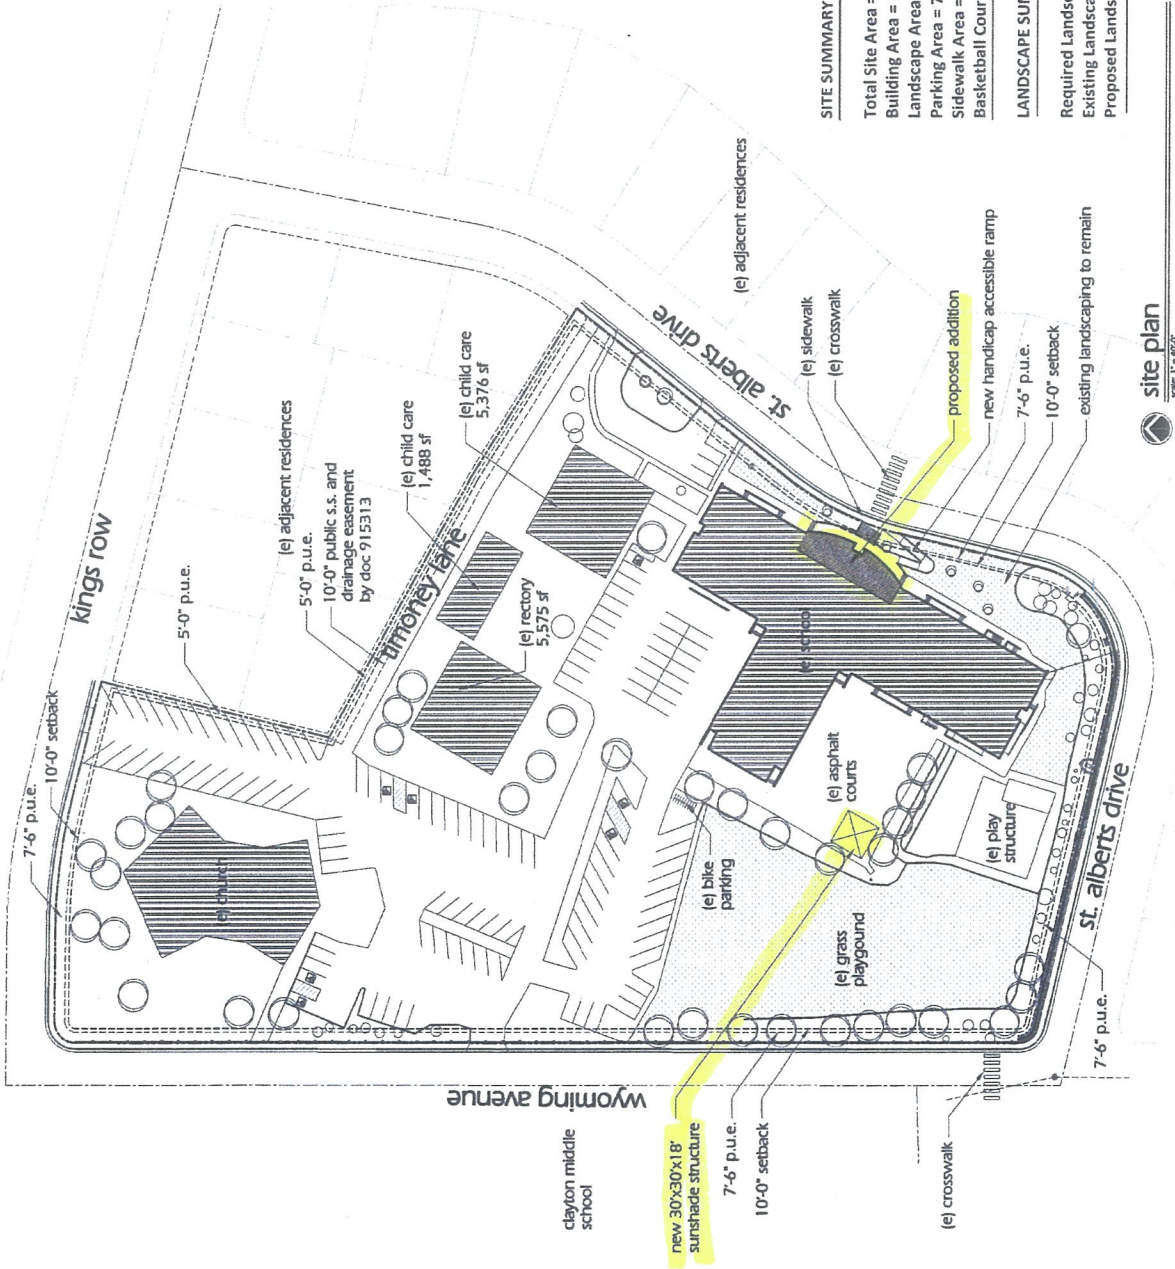 kings row
7'-6" p.u.e.
10'-0" setback
5'-0" p.u.e.
(e) adjacent residences
5'-0" p.u.e.
10'-0" public s.s. and
drainage easement
by doc 915313
timoney lane
(e) child care
1,488 sf
(e) child care
5,376 sf
(e) rectory
5,575 sf
(e) church
st. alberts drive
(e) adjacent residences
(e) sidewalk
(e) crosswalk
proposed addition
new handicap accessible ramp
7'-6" p.u.e.
10'-0" setback
existing landscaping to remain
(e) school
(e) asphalt
courts
(e) play
structure
(e) bike
parking
(e) grass
playgound
st. alberts drive
7'-6" p.u.e.
wyoming avenue
clayton middle
school
new 30'x30'x18'
sunshade structure
7'-6" p.u.e.
10'-0" setback
(e) crosswalk
SITE SUMMARY
Total Site Area =
Building Area =
Landscape Area
Parking Area = 7
Sidewalk Area =
Basketball Cour
LANDSCAPE SUM
Required Landsc
Existing Landsca
Proposed Lands
site plan